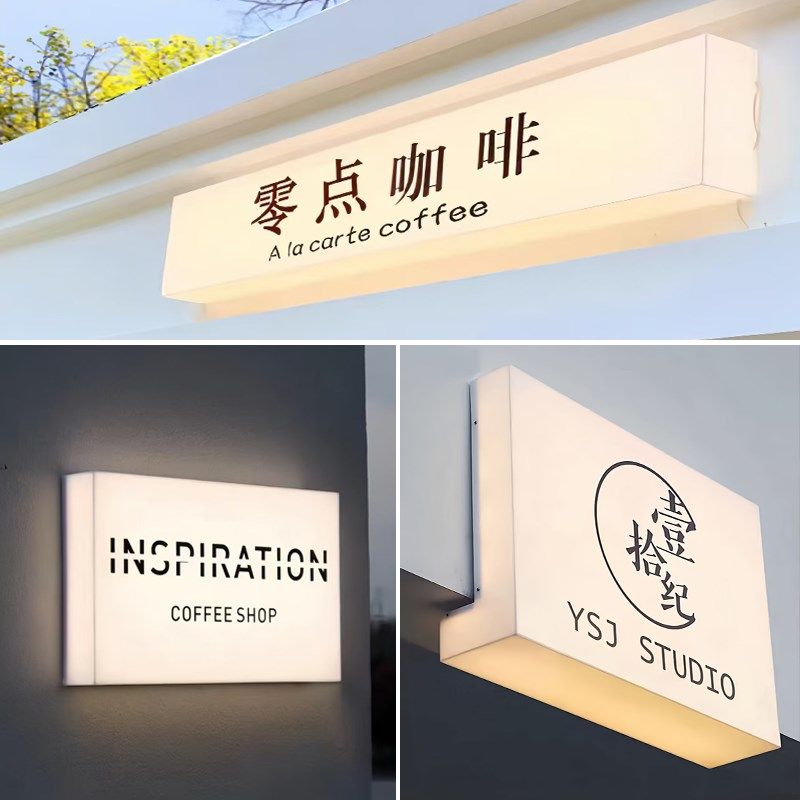 零点咖啡
A la carte coffee
INSPIRATION
COFFEE SHOP
壹
拾
纪
YSJ STUDIO